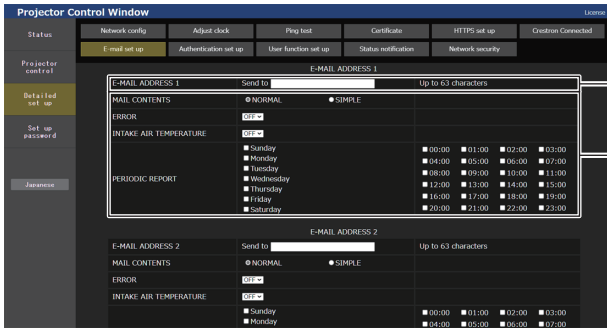 Projector Control Window
License
Status
Projector control
Detailed set up
Set up password
Japanese
Network config Adjust clock Ping test Certificate HTTPS set up Crestron Connected
E-mail set up Authentication set up User function set up Status notification Network security
E-MAIL ADDRESS 1
E-MAIL ADDRESS 1 Send to Up to 63 characters
MAIL CONTENTS NORMAL SIMPLE
ERROR OFF
INTAKE AIR TEMPERATURE OFF
PERIODIC REPORT
Sunday
Monday
Tuesday
Wednesday
Thursday
Friday
Saturday
00:00 01:00 02:00 03:00
04:00 05:00 06:00 07:00
08:00 09:00 10:00 11:00
12:00 13:00 14:00 15:00
16:00 17:00 18:00 19:00
20:00 21:00 22:00 23:00
E-MAIL ADDRESS 2
E-MAIL ADDRESS 2 Send to Up to 63 characters
MAIL CONTENTS NORMAL SIMPLE
ERROR OFF
INTAKE AIR TEMPERATURE OFF
Sunday
Monday
00:00 01:00 02:00 03:00
04:00 05:00 06:00 07:00